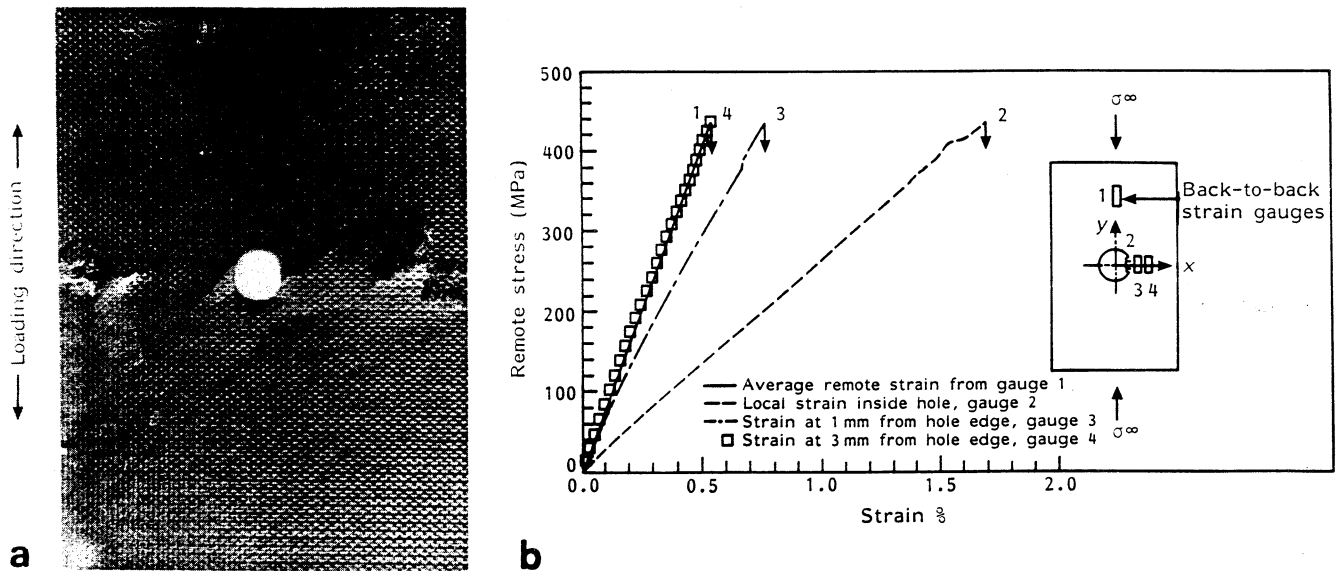 Loading direction
a
b
Remote stress (MPa)
500
400
300
200
100
0
0.0
0.5
1.0
1.5
2.0
Strain %
1 4
3
2
Average remote strain from gauge 1
Local strain inside hole, gauge 2
Strain at 1 mm from hole edge, gauge 3
Strain at 3 mm from hole edge, gauge 4
σ∞
1
Back-to-back
strain gauges
y
2
x
3 4
σ∞